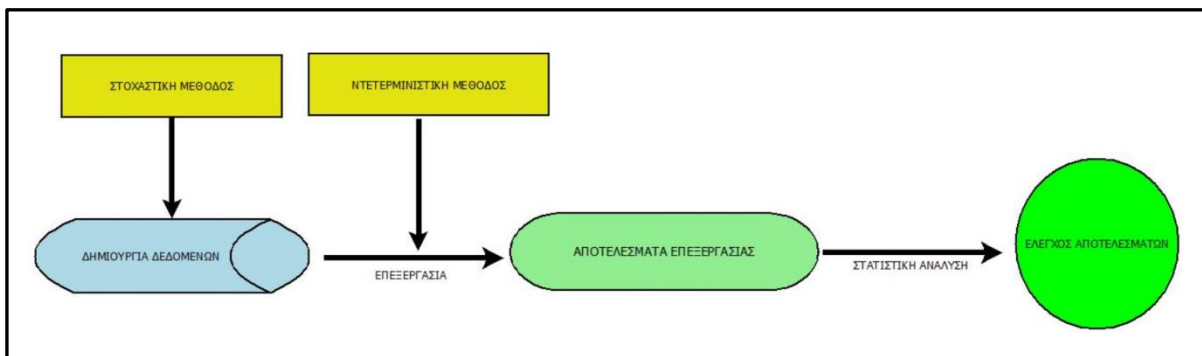 ΣΤΟΧΑΣΤΙΚΗ ΜΕΘΟΔΟΣ
ΝΤΕΤΕΡΜΙΝΙΣΤΙΚΗ ΜΕΘΟΔΟΣ
ΔΗΜΙΟΥΡΓΙΑ ΔΕΔΟΜΕΝΩΝ
ΕΠΕΞΕΡΓΑΣΙΑ
ΑΠΟΤΕΛΕΣΜΑΤΑ ΕΠΕΞΕΡΓΑΣΙΑΣ
ΣΤΑΤΙΣΤΙΚΗ ΑΝΑΛΥΣΗ
ΕΛΕΓΧΟΣ ΑΠΟΤΕΛΕΣΜΑΤΩΝ